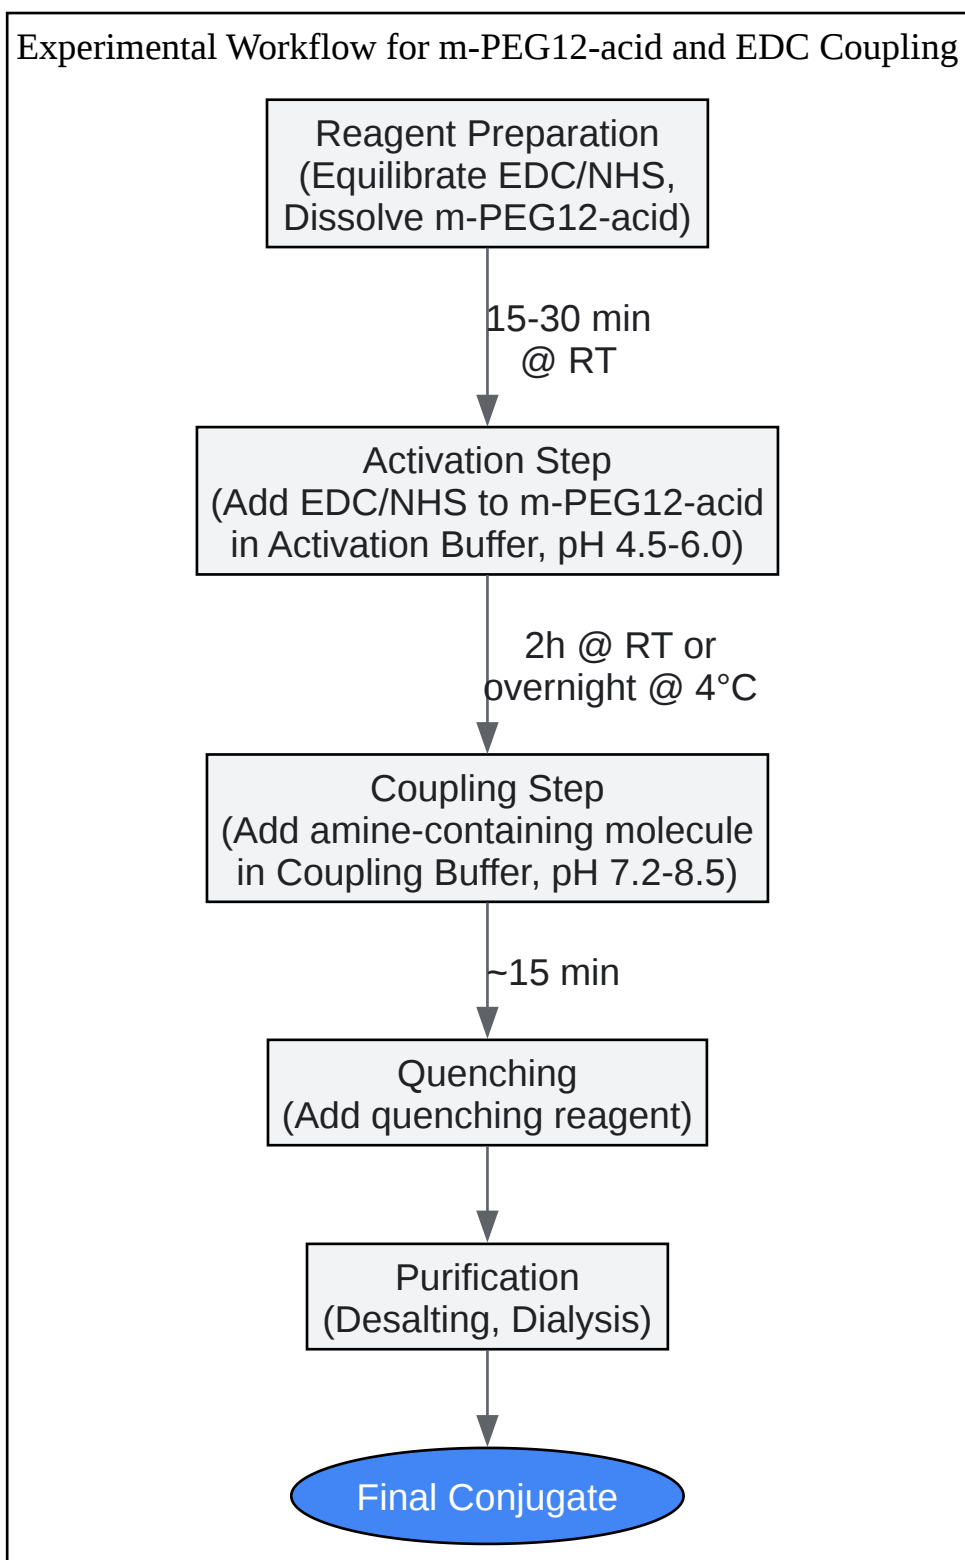 Experimental Workflow for m-PEG12-acid and EDC Coupling
Reagent Preparation
(Equilibrate EDC/NHS,
Dissolve m-PEG12-acid)
15-30 min
@ RT
Activation Step
(Add EDC/NHS to m-PEG12-acid
in Activation Buffer, pH 4.5-6.0)
2h @ RT or
overnight @ 4°C
Coupling Step
(Add amine-containing molecule
in Coupling Buffer, pH 7.2-8.5)
~15 min
Quenching
(Add quenching reagent)
Purification
(Desalting, Dialysis)
Final Conjugate